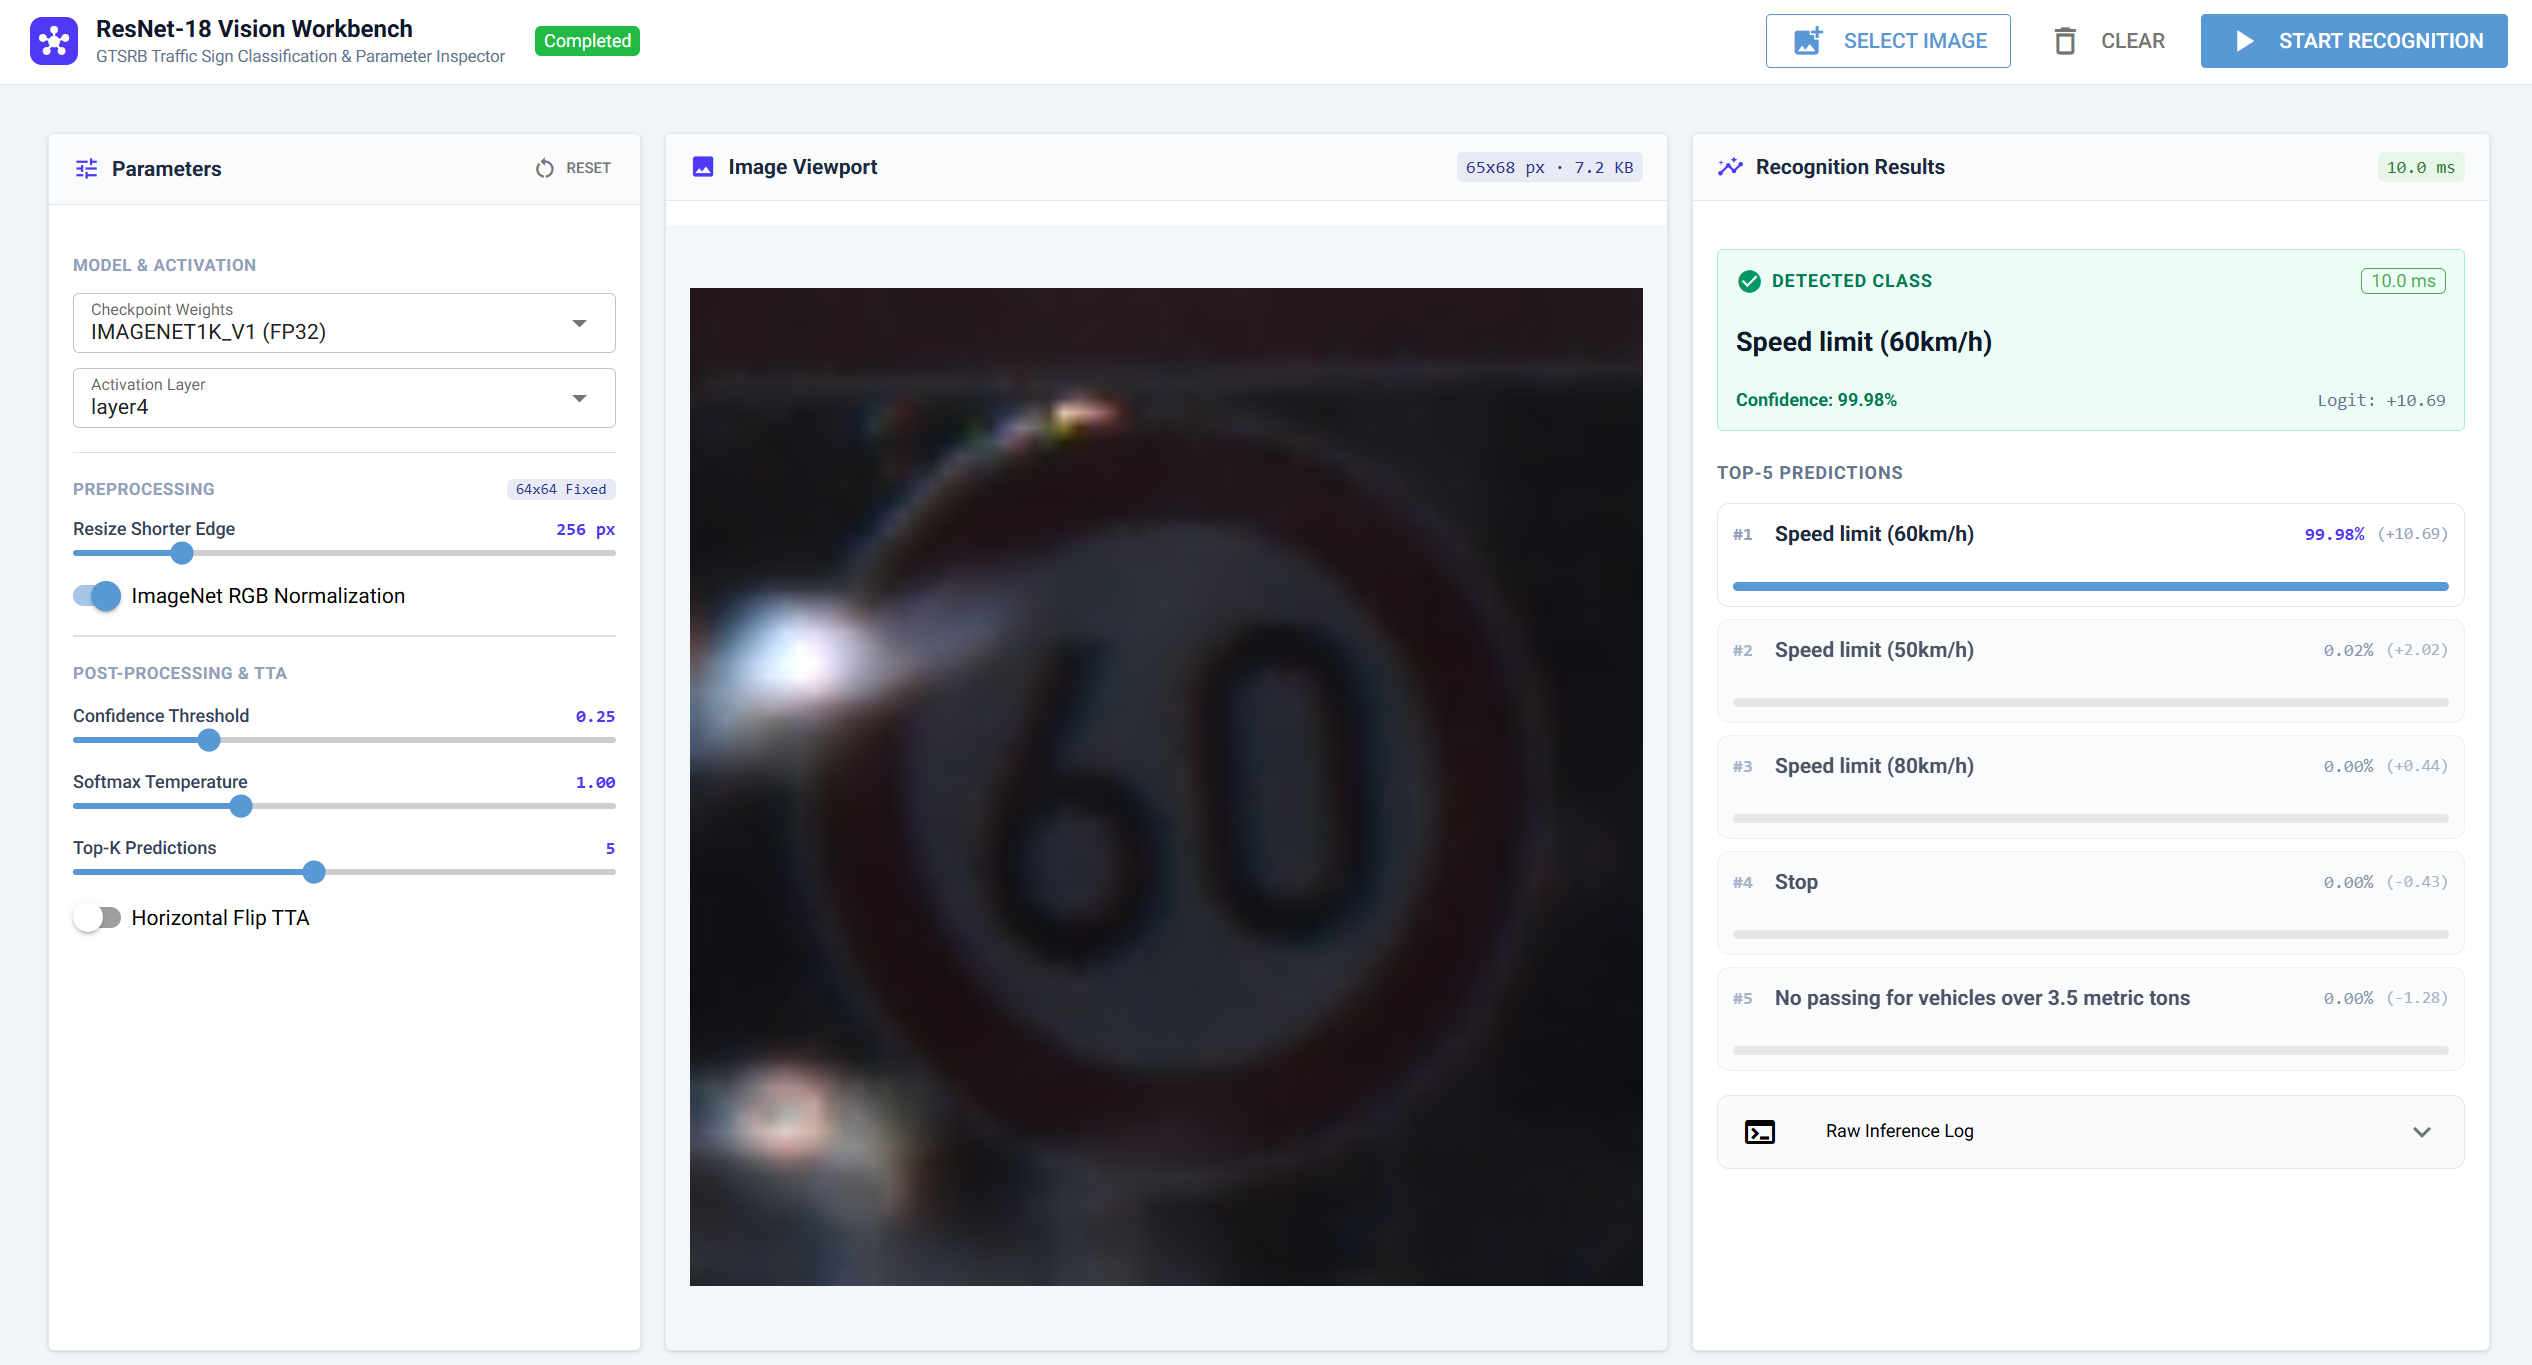 ResNet-18 Vision Workbench
GTSRB Traffic Sign Classification & Parameter Inspector
Completed
SELECT IMAGE
CLEAR
START RECOGNITION
Parameters
RESET
MODEL & ACTIVATION
Checkpoint Weights
IMAGENET1K_V1 (FP32)
Activation Layer
layer4
PREPROCESSING
64x64 Fixed
Resize Shorter Edge
256 px
ImageNet RGB Normalization
POST-PROCESSING & TTA
Confidence Threshold
0.25
Softmax Temperature
1.00
Top-K Predictions
5
Horizontal Flip TTA
Image Viewport
65x68 px · 7.2 KB
60
Recognition Results
10.0 ms
DETECTED CLASS
10.0 ms
Speed limit (60km/h)
Confidence: 99.98%
Logit: +10.69
TOP-5 PREDICTIONS
#1 Speed limit (60km/h) 99.98% (+10.69)
#2 Speed limit (50km/h) 0.02% (+2.02)
#3 Speed limit (80km/h) 0.00% (+0.44)
#4 Stop 0.00% (-0.43)
#5 No passing for vehicles over 3.5 metric tons 0.00% (-1.28)
Raw Inference Log